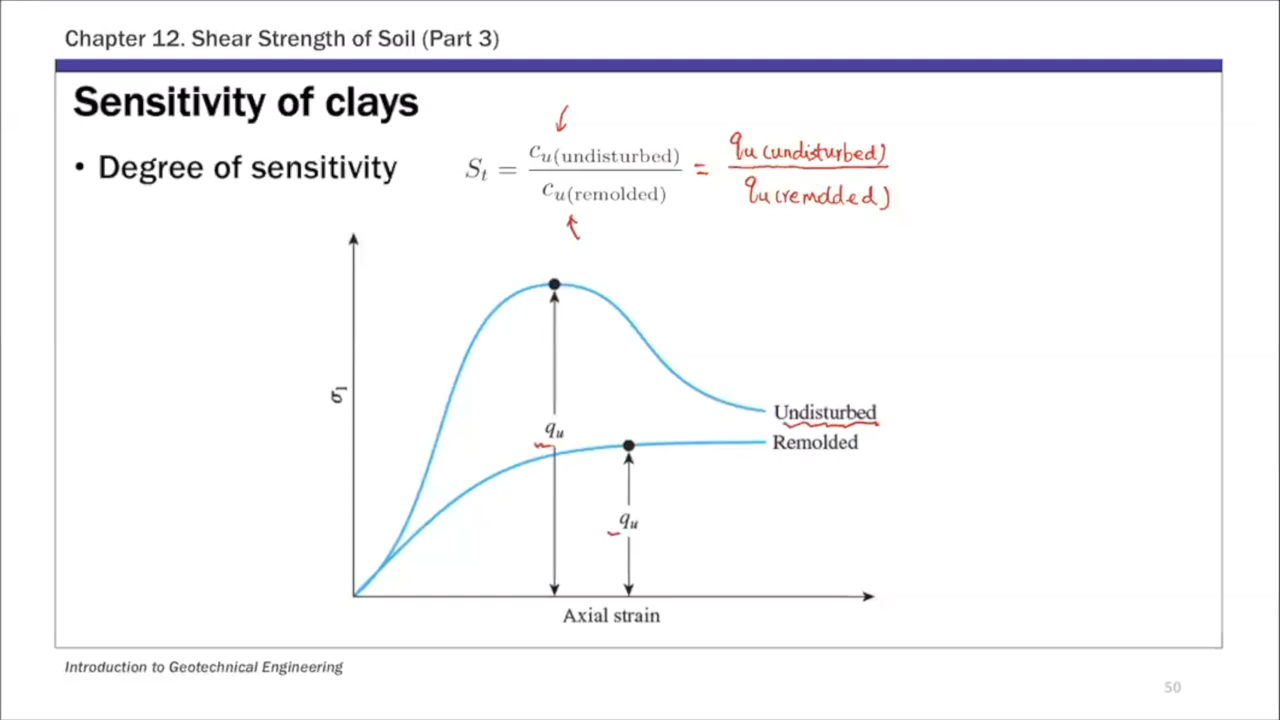 Chapter 12. Shear Strength of Soil (Part 3)
Sensitivity of clays
• Degree of sensitivity
S_t = c_u(undisturbed) / c_u(remolded) = q_u(undisturbed) / q_u(remolded)
σ₁
q_u
q_u
Undisturbed
Remolded
Axial strain
Introduction to Geotechnical Engineering
50